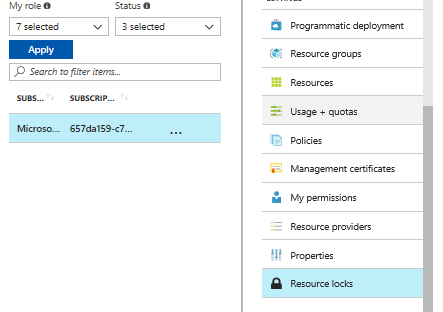 My role
Status
7 selected
3 selected
Apply
Search to filter items...
SUBS...
SUBSCRIP...
Microso...
657da159-c7...
...
Programmatic deployment
Resource groups
Resources
Usage + quotas
Policies
Management certificates
My permissions
Resource providers
Properties
Resource locks